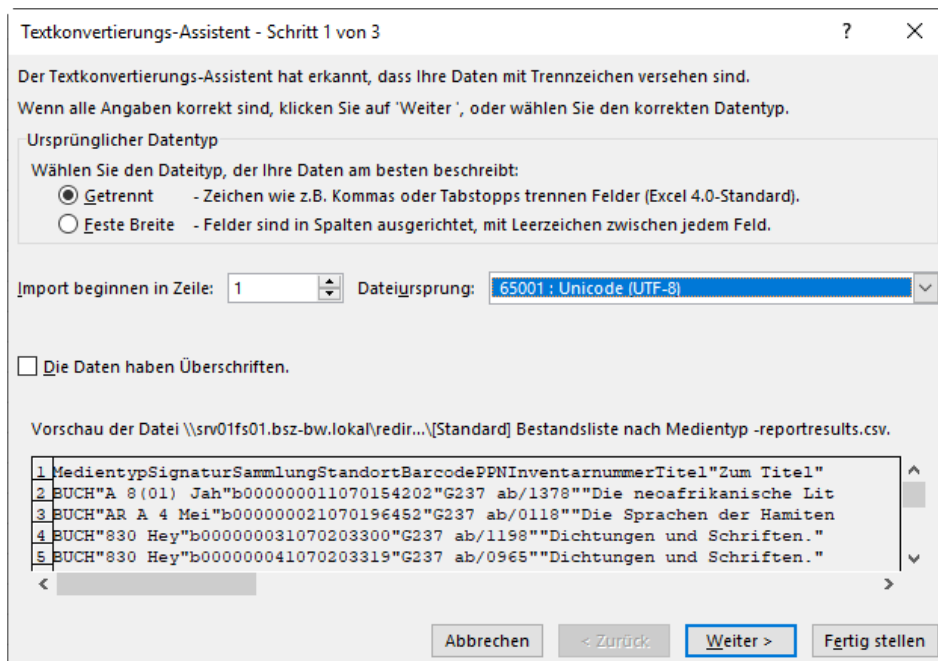 Textkonvertierungs-Assistent - Schritt 1 von 3 ?
Der Textkonvertierungs-Assistent hat erkannt, dass Ihre Daten mit Trennzeichen versehen sind.
Wenn alle Angaben korrekt sind, klicken Sie auf 'Weiter ', oder wählen Sie den korrekten Datentyp.
Ursprünglicher Datentyp
Wählen Sie den Dateityp, der Ihre Daten am besten beschreibt:
Getrennt - Zeichen wie z.B. Kommas oder Tabstopps trennen Felder (Excel 4.0-Standard).
Feste Breite - Felder sind in Spalten ausgerichtet, mit Leerzeichen zwischen jedem Feld.
Import beginnen in Zeile: 1 Dateiursprung: 65001 : Unicode (UTF-8)
Die Daten haben Überschriften.
Vorschau der Datei \\srv01fs01.bsz-bw.lokal\redir...\[Standard] Bestandsliste nach Medientyp -reportresults.csv.
1 MedientypSignaturSammlungStandortBarcodePPNInventarnummerTitel"Zum Titel"
2 BUCH"A 8(01) Jah"b000000011070154202"G237 ab/1378""Die neoafrikanische Lit
3 BUCH"AR A 4 Mei"b000000021070196452"G237 ab/0118""Die Sprachen der Hamiten
4 BUCH"830 Hey"b000000031070203300"G237 ab/1198""Dichtungen und Schriften."
5 BUCH"830 Hey"b000000041070203319"G237 ab/0965""Dichtungen und Schriften."
Abbrechen < Zurück Weiter > Fertig stellen